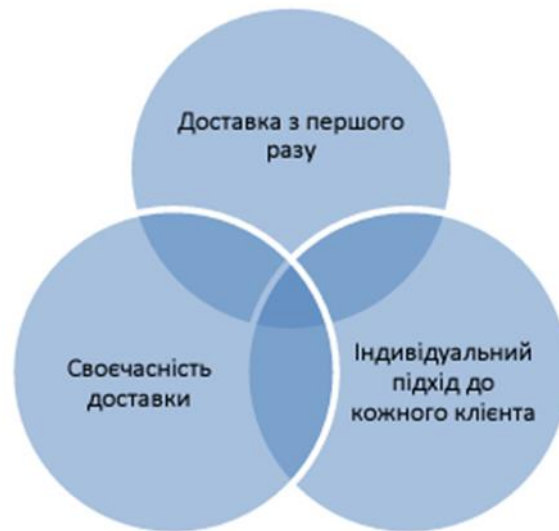 Доставка з першого
разу
Своєчасність
доставки
Індивідуальний
підхід до
кожного клієнта